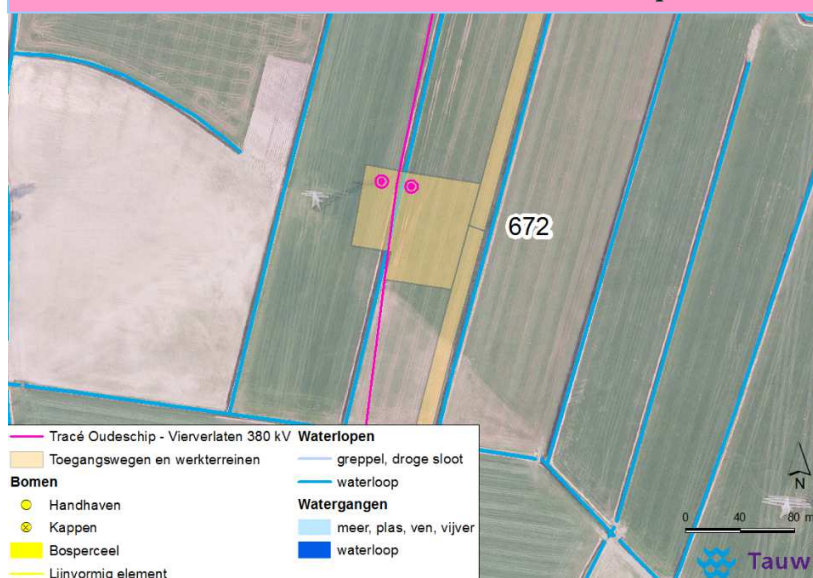 672
Tracé Oudeschip - Vierverlaten 380 kV
Toegangswegen en werkterreinen
Bomen
Handhaven
Kappen
Bosperceel
Lijnvormig element
Waterlopen
greppel, droge sloot
waterloop
Watergangen
meer, plas, ven, vijver
waterloop
N
0 40 80 m
Tauw